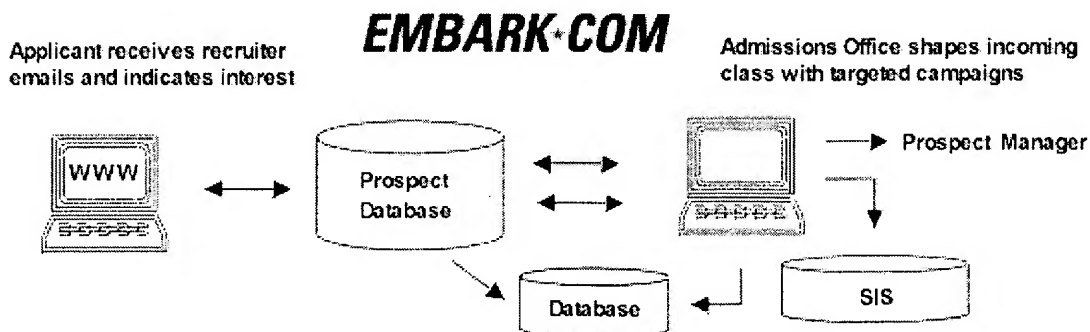 EMBARK.COM
Applicant receives recruiter
emails and indicates interest
Admissions Office shapes incoming
class with targeted campaigns
WWW
Prospect
Database
Prospect Manager
Database
SIS